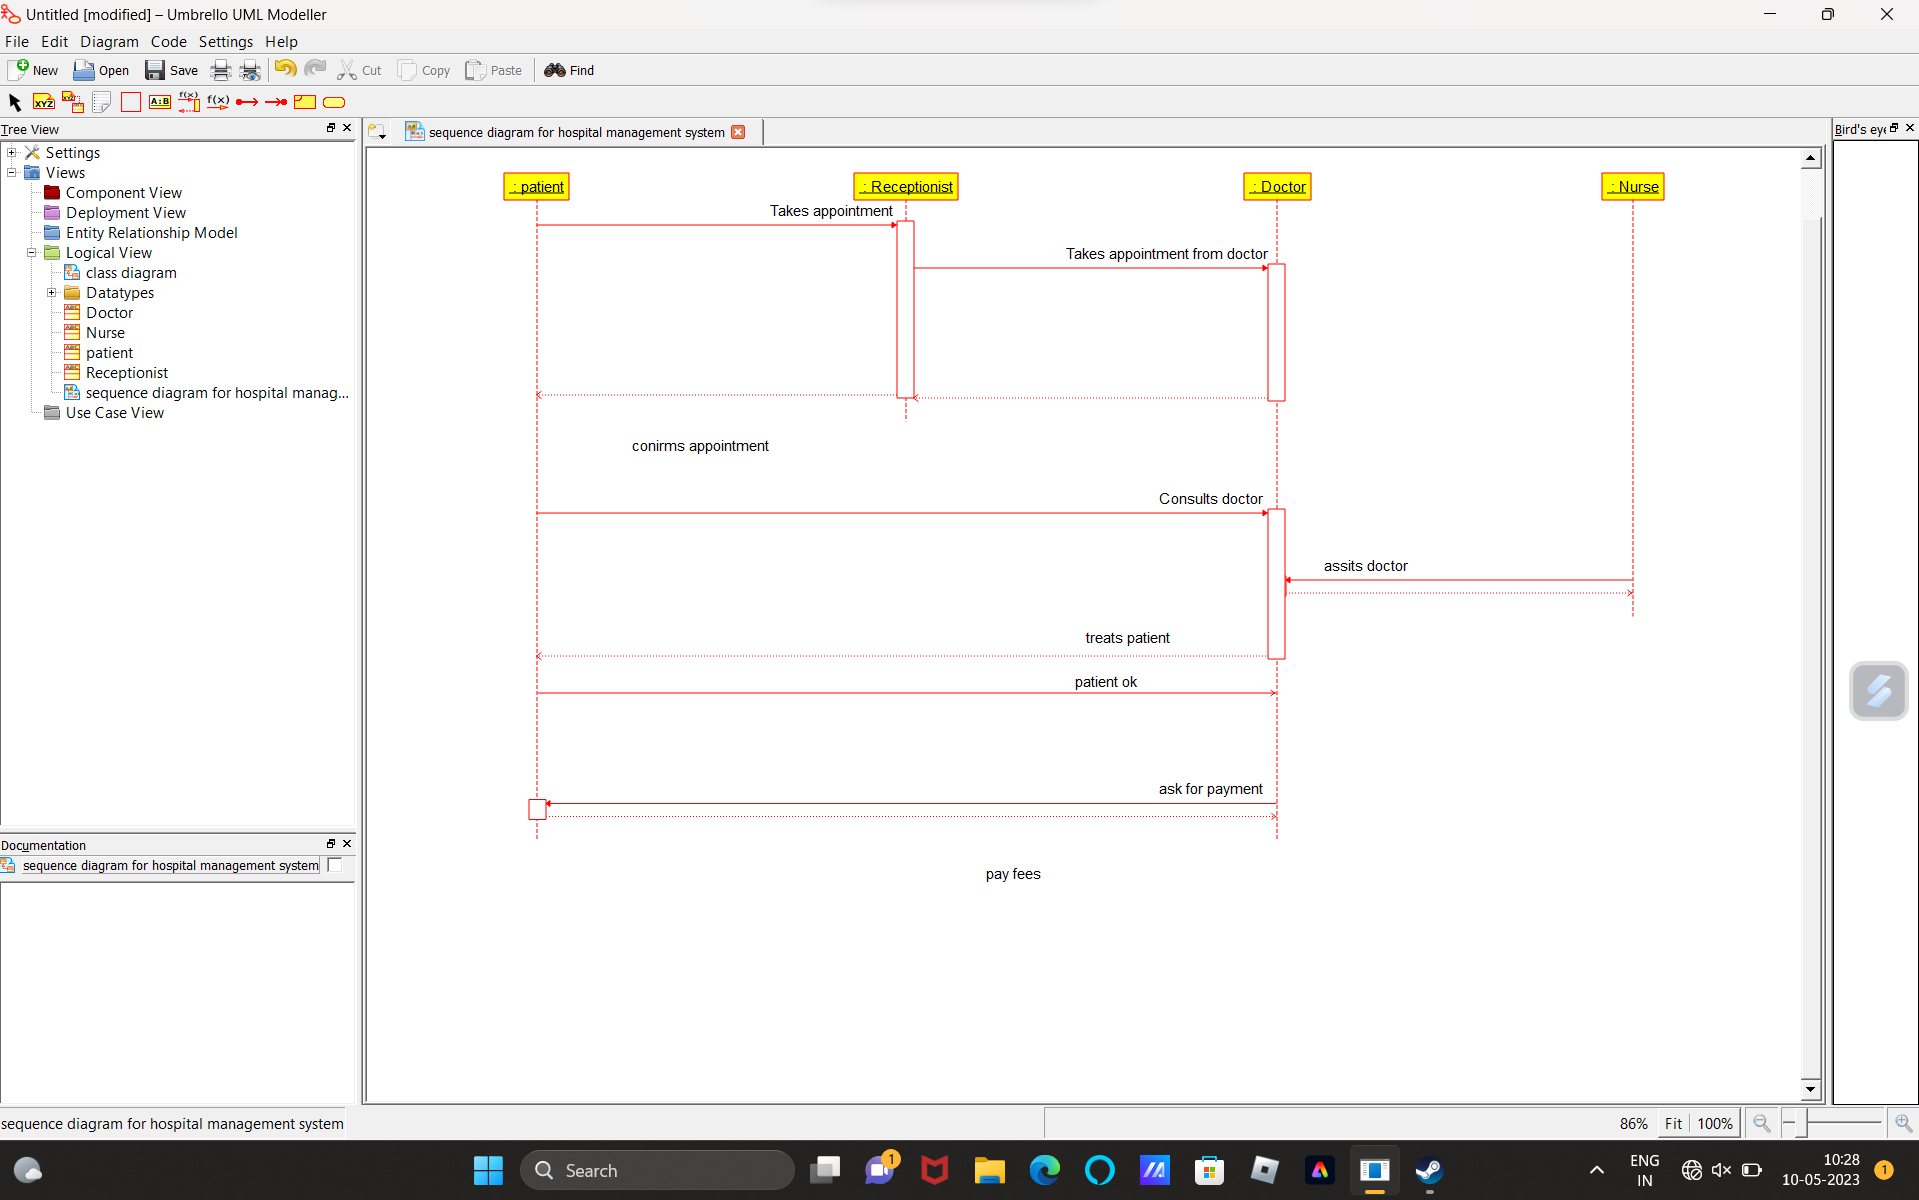 Untitled [modified] – Umbrello UML Modeller
File Edit Diagram Code Settings Help
New Open Save Cut Copy Paste Find
XYZ XYZ A:B f(x) f(x)
Tree View
Settings
Views
Component View
Deployment View
Entity Relationship Model
Logical View
class diagram
Datatypes
Doctor
Nurse
patient
Receptionist
sequence diagram for hospital manag...
Use Case View
Documentation
sequence diagram for hospital management system
sequence diagram for hospital management system
sequence diagram for hospital management system
: patient : Receptionist : Doctor : Nurse
Takes appointment
Takes appointment from doctor
conirms appointment
Consults doctor
assits doctor
treats patient
patient ok
ask for payment
pay fees
Bird's eye
86% Fit 100%
Search
1
ENG
IN
10:28
10-05-2023
1